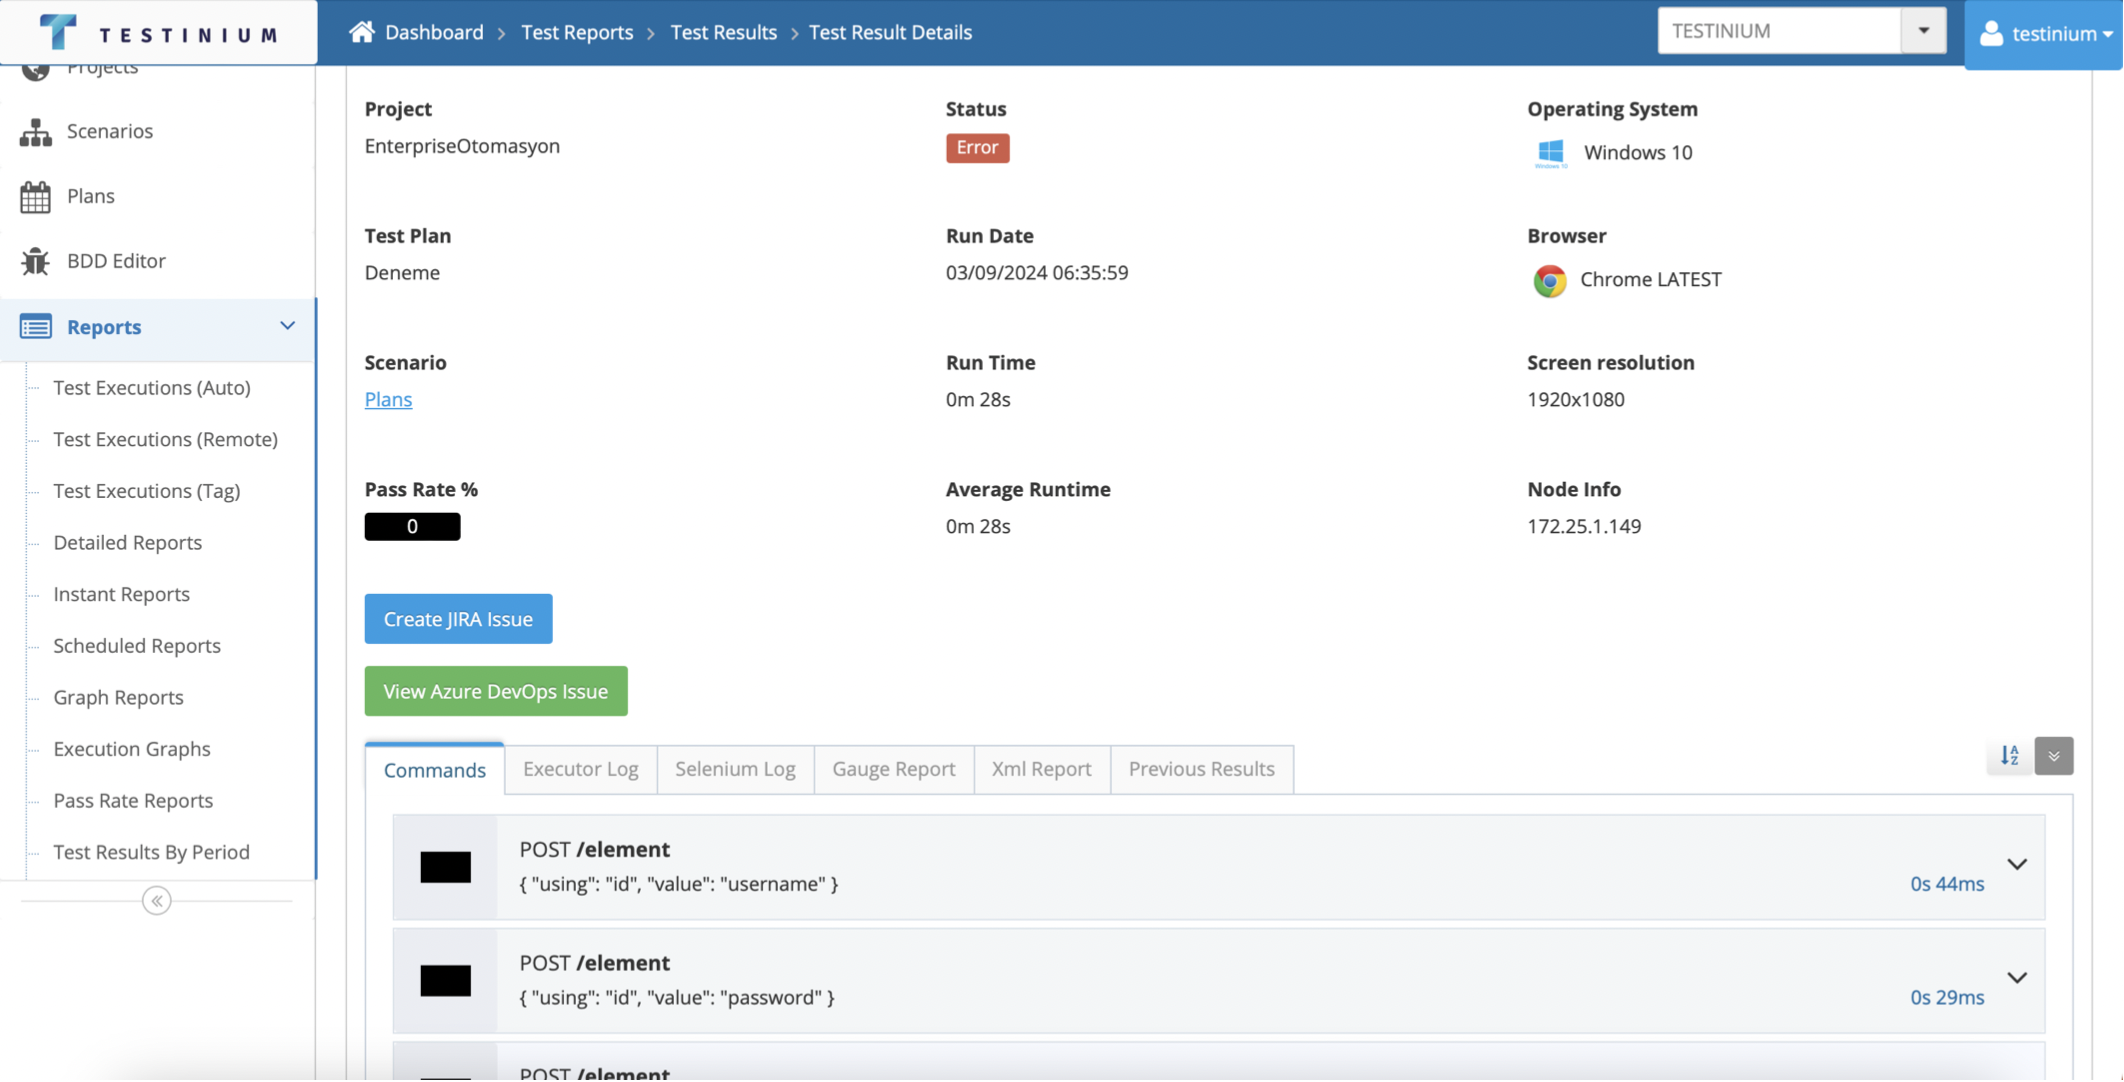 TESTINIUM
Dashboard > Test Reports > Test Results > Test Result Details
TESTINIUM
testinium
Projects
Scenarios
Plans
BDD Editor
Reports
Test Executions (Auto)
Test Executions (Remote)
Test Executions (Tag)
Detailed Reports
Instant Reports
Scheduled Reports
Graph Reports
Execution Graphs
Pass Rate Reports
Test Results By Period
Project
EnterpriseOtomasyon
Status
Error
Operating System
Windows 10
Test Plan
Deneme
Run Date
03/09/2024 06:35:59
Browser
Chrome LATEST
Scenario
Plans
Run Time
0m 28s
Screen resolution
1920x1080
Pass Rate %
0
Average Runtime
0m 28s
Node Info
172.25.1.149
Create JIRA Issue
View Azure DevOps Issue
Commands
Executor Log
Selenium Log
Gauge Report
Xml Report
Previous Results
POST /element
{ "using": "id", "value": "username" }
0s 44ms
POST /element
{ "using": "id", "value": "password" }
0s 29ms
POST /element